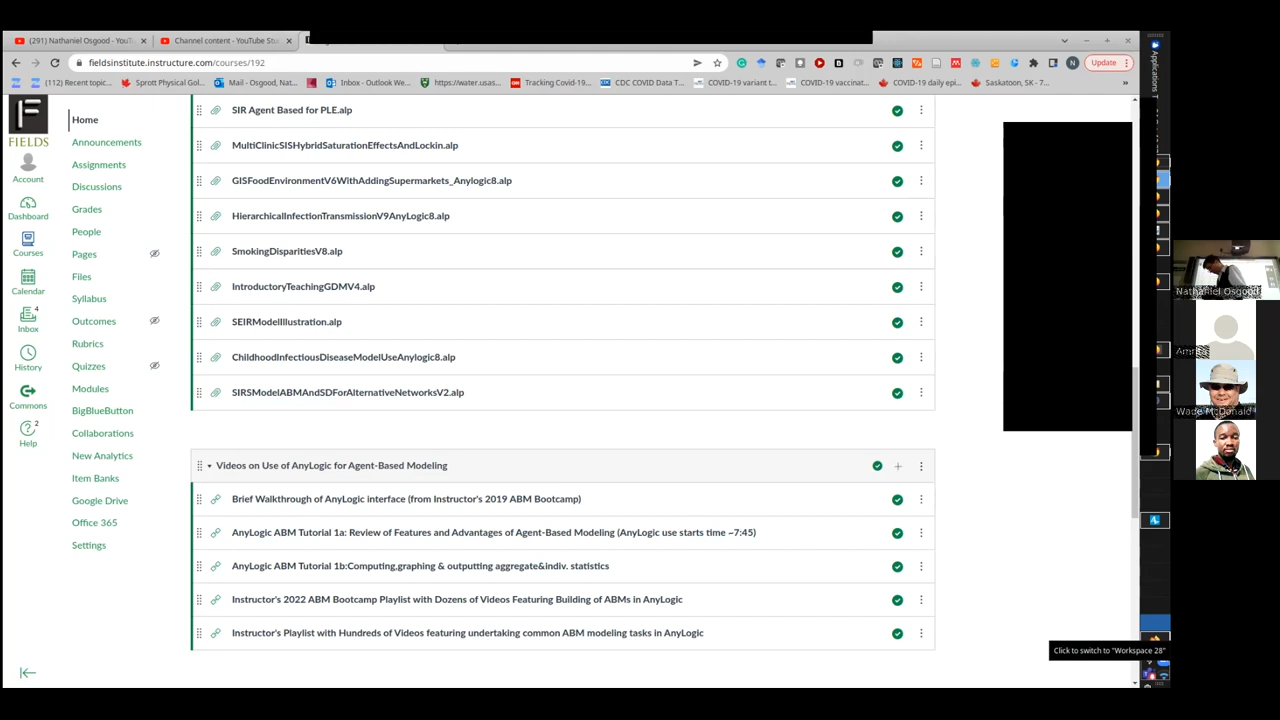 (291) Nathaniel Osgood - YouT
Channel content - YouTube Stu
fieldsinstitute.instructure.com/courses/192
Update
(112) Recent topic...
Sprott Physical Gol...
Mail - Osgood, Nat...
Inbox - Outlook We...
https://water.usas...
Tracking Covid-19...
CDC COVID Data T...
COVID-19 variant t...
COVID-19 vaccinat...
COVID-19 daily epi...
Saskatoon, SK - 7...
Applications
FIELDS
Account
Dashboard
Courses
Calendar
4
Inbox
History
Commons
2
Help
Home
Announcements
Assignments
Discussions
Grades
People
Pages
Files
Syllabus
Outcomes
Rubrics
Quizzes
Modules
BigBlueButton
Collaborations
New Analytics
Item Banks
Google Drive
Office 365
Settings
SIR Agent Based for PLE.alp
MultiClinicSISHybridSaturationEffectsAndLockin.alp
GISFoodEnvironmentV6WithAddingSupermarkets_Anylogic8.alp
HierarchicalInfectionTransmissionV9AnyLogic8.alp
SmokingDisparitiesV8.alp
IntroductoryTeachingGDMV4.alp
SEIRModelIllustration.alp
ChildhoodInfectiousDiseaseModelUseAnylogic8.alp
SIRSModelABMAndSDForAlternativeNetworksV2.alp
Videos on Use of AnyLogic for Agent-Based Modeling
Brief Walkthrough of AnyLogic interface (from Instructor's 2019 ABM Bootcamp)
AnyLogic ABM Tutorial 1a: Review of Features and Advantages of Agent-Based Modeling (AnyLogic use starts time ~7:45)
AnyLogic ABM Tutorial 1b:Computing,graphing & outputting aggregate&indiv. statistics
Instructor's 2022 ABM Bootcamp Playlist with Dozens of Videos Featuring Building of ABMs in AnyLogic
Instructor's Playlist with Hundreds of Videos featuring undertaking common ABM modeling tasks in AnyLogic
Click to switch to "Workspace 28"
Nathaniel Osgood
Wade McDonald